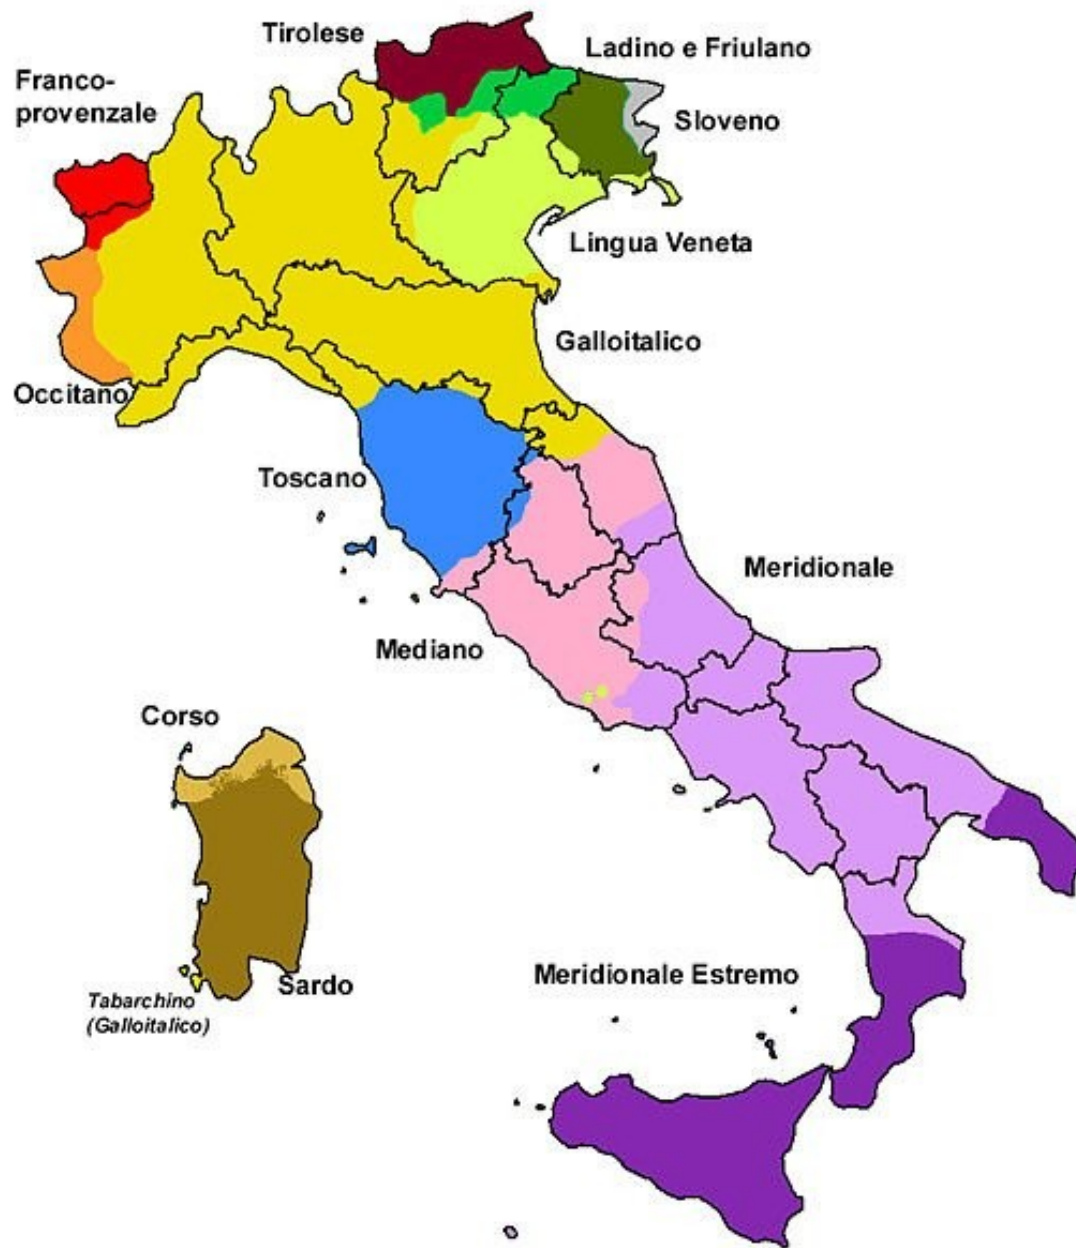 Tirolese
Ladino e Friulano
Franco-
provenzale
Sloveno
Lingua Veneta
Galloitalico
Occitano
Toscano
Meridionale
Mediano
Corso
Meridionale Estremo
Sardo
Tabarchino
(Galloitalico)